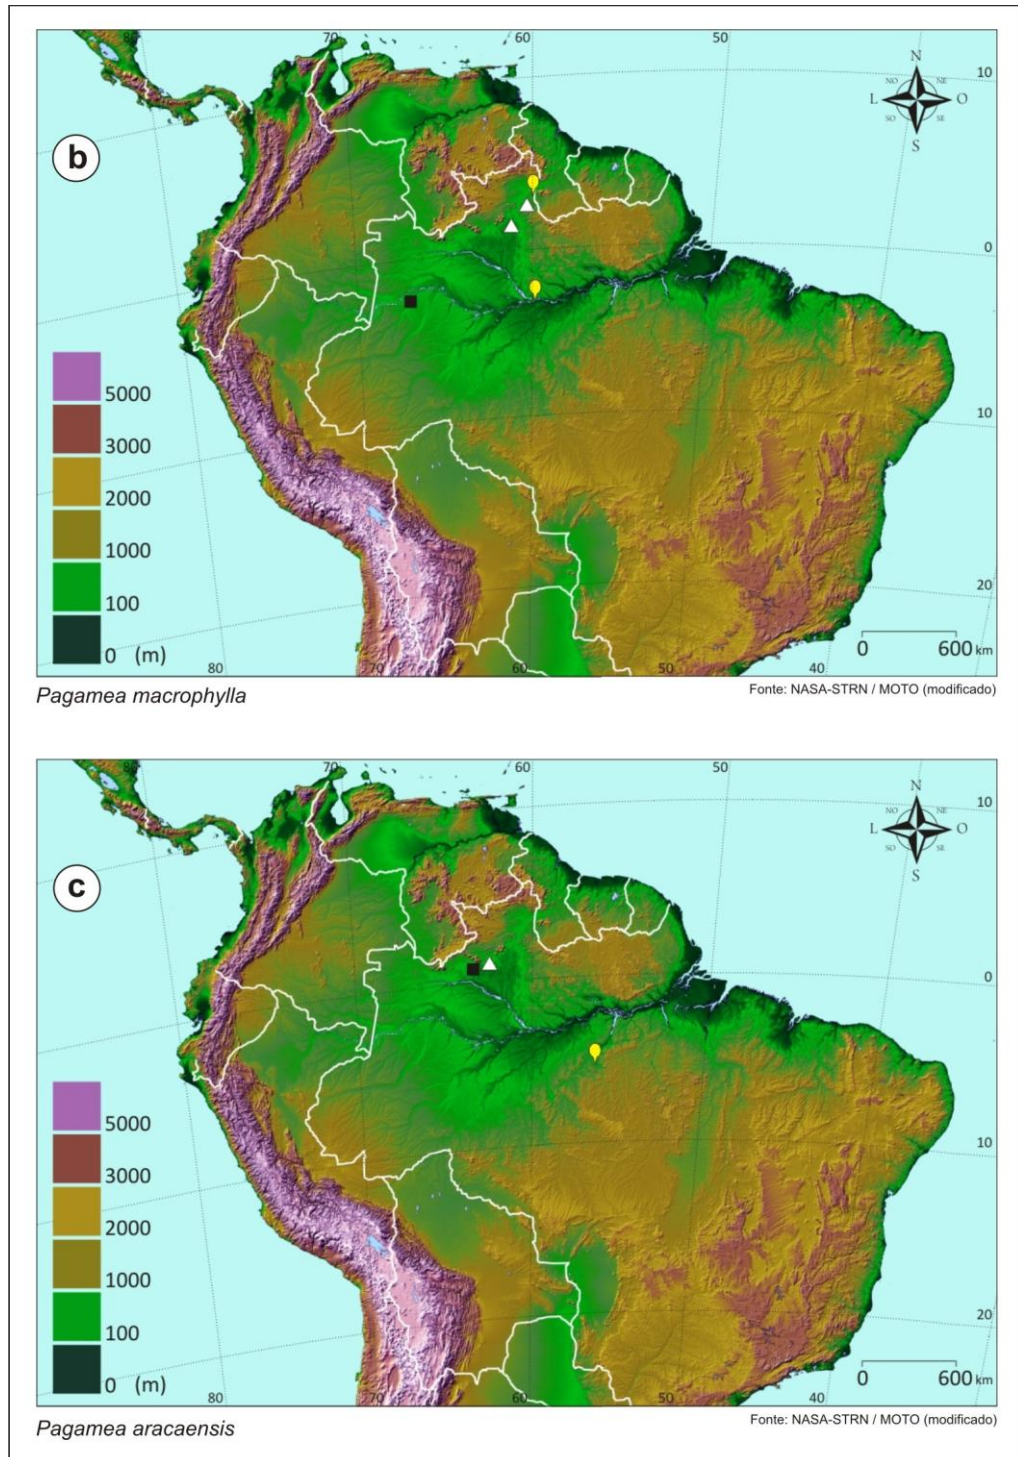 80
70
60
50
10
N
NO
NE
L
O
SO
SE
S
b
0
10
5000
3000
2000
1000
100
0 (m)
20
0
600 km
80
70
60
50
40
Pagamea macrophylla
Fonte: NASA-STRN / MOTO (modificado)
80
70
60
50
10
N
NO
NE
L
O
SO
SE
S
c
0
10
5000
3000
2000
1000
100
0 (m)
20
0
600 km
80
70
60
50
40
Pagamea aracaensis
Fonte: NASA-STRN / MOTO (modificado)